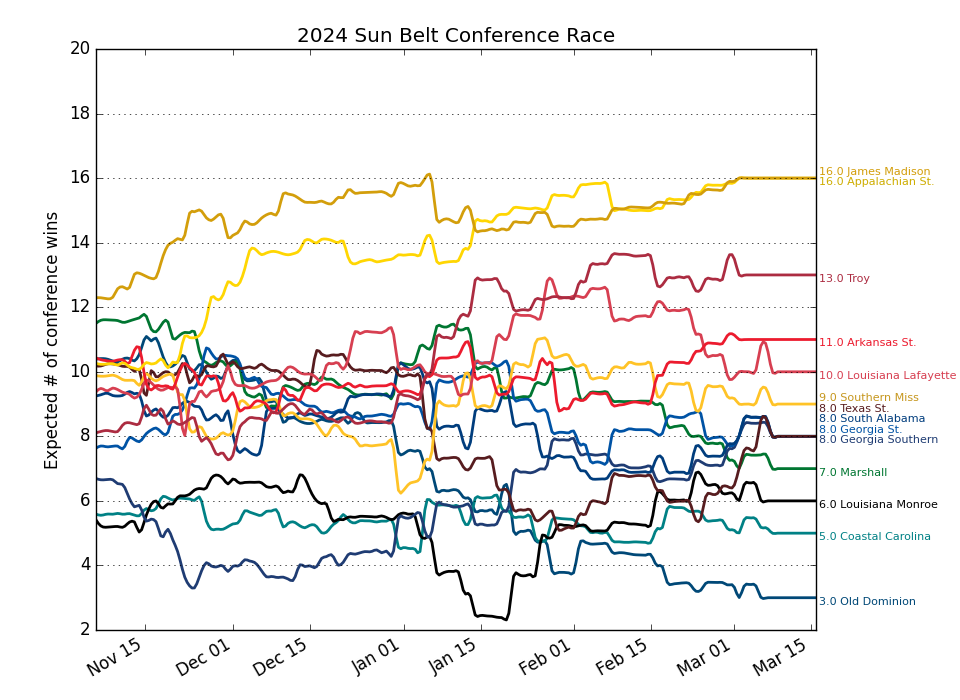 2024 Sun Belt Conference Race
Expected # of conference wins
20
18
16
14
12
10
8
6
4
2
16.0 James Madison
16.0 Appalachian St.
13.0 Troy
11.0 Arkansas St.
10.0 Louisiana Lafayette
9.0 Southern Miss
8.0 Texas St.
8.0 South Alabama
8.0 Georgia St.
8.0 Georgia Southern
7.0 Marshall
6.0 Louisiana Monroe
5.0 Coastal Carolina
3.0 Old Dominion
Nov 15
Dec 01
Dec 15
Jan 01
Jan 15
Feb 01
Feb 15
Mar 01
Mar 15